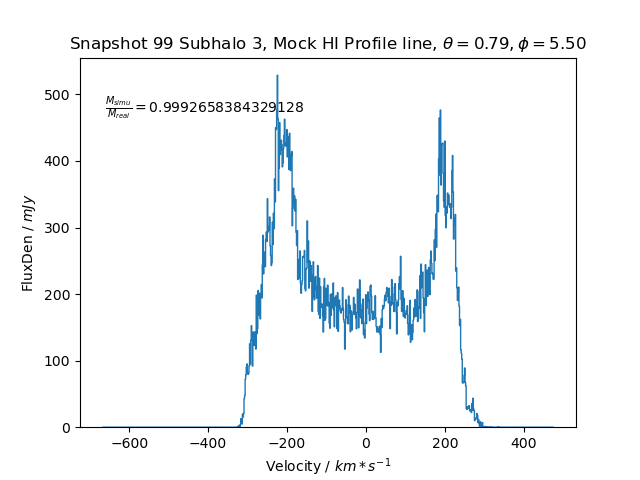 Snapshot 99 Subhalo 3, Mock HI Profile line, θ = 0.79, ϕ = 5.50
M_simu/M_real = 0.9992658384329128
FluxDen / mJy
500
400
300
200
100
0
−600 −400 −200 0 200 400
Velocity / km * s⁻¹